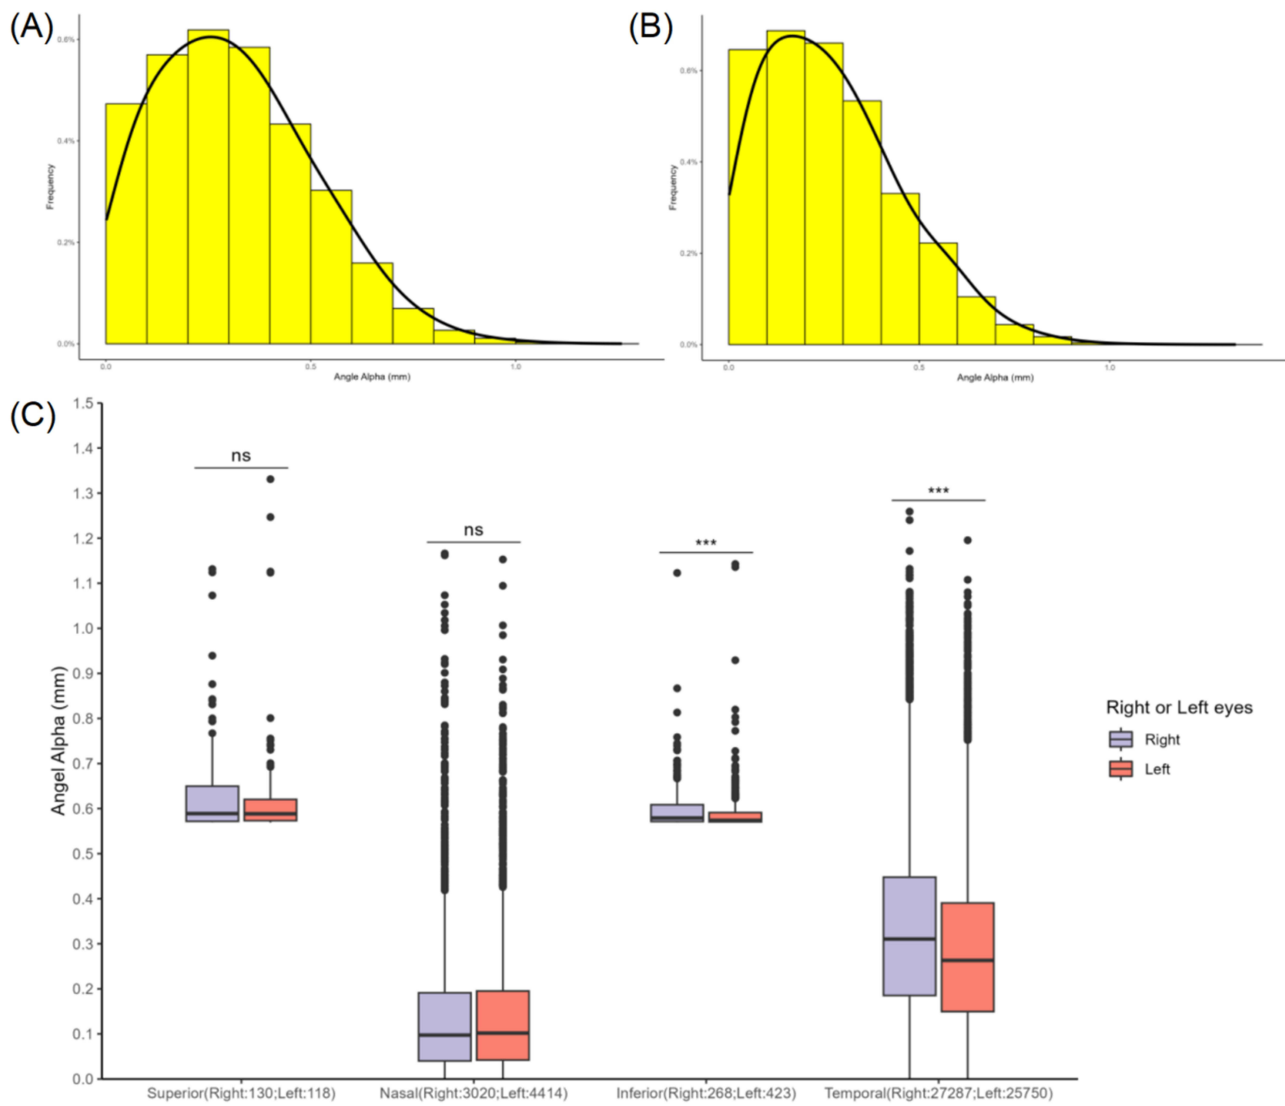 (A)
0.6%
0.4%
0.2%
0.0%
Frequency
0.0
0.5
1.0
Angle Alpha (mm)
(B)
0.6%
0.4%
0.2%
0.0%
Frequency
0.0
0.5
1.0
Angle Alpha (mm)
(C)
1.5
1.4
1.3
1.2
1.1
1.0
0.9
0.8
0.7
0.6
0.5
0.4
0.3
0.2
0.1
0.0
Angel Alpha (mm)
ns
ns
***
***
Superior(Right:130;Left:118)
Nasal(Right:3020;Left:4414)
Inferior(Right:268;Left:423)
Temporal(Right:27287;Left:25750)
Right or Left eyes
Right
Left